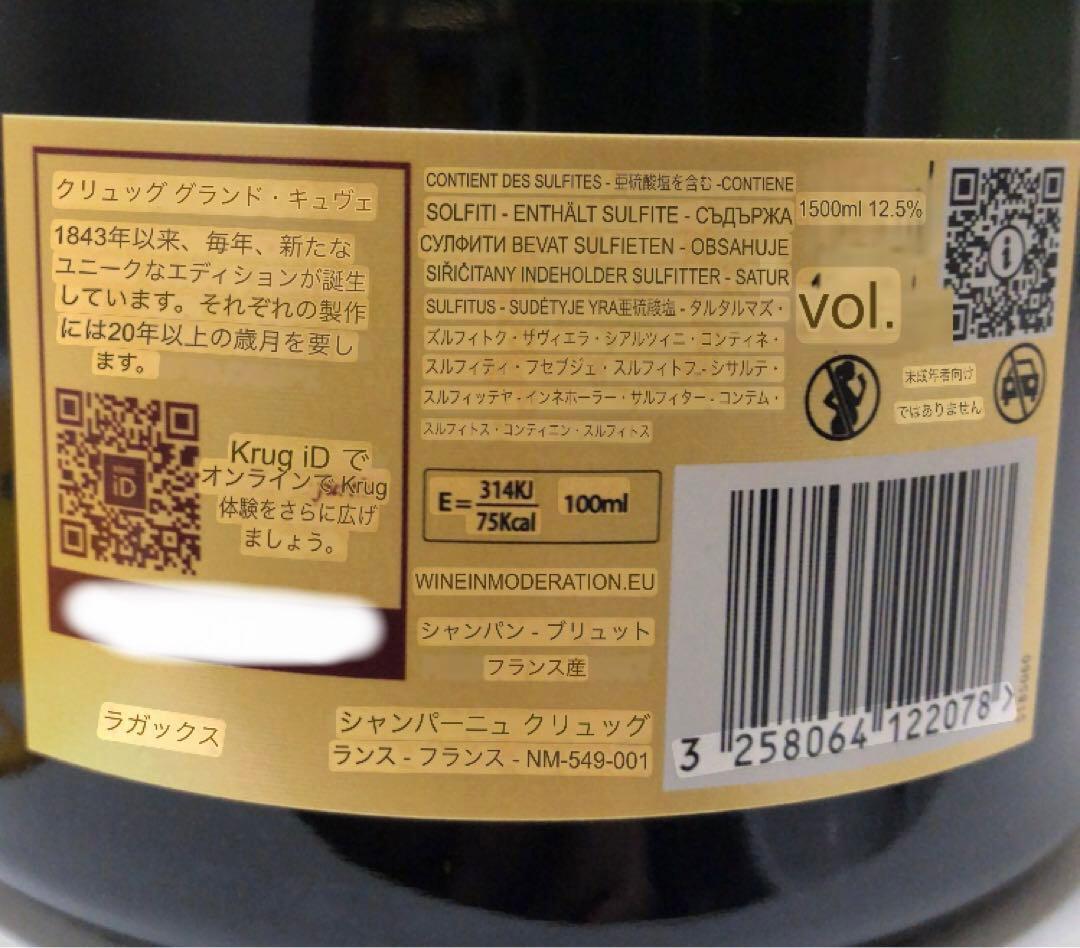 クリュッグ グランド・キュヴェ
1843年以来、毎年、新たな
ユニークなエディションが誕生
しています。それぞれの製作
には20年以上の歳月を要し
ます。
iD
Krug iD で
オンラインで Krug
体験をさらに広げ
ましょう。
ラガックス
CONTIENT DES SULFITES - 亜硫酸塩を含む -CONTIENE
SOLFITI - ENTHÄLT SULFITE - СЪДЪРЖА
СУЛФИТИ BEVAT SULFIETEN - OBSAHUJE
SIŘIČITANY INDEHOLDER SULFITTER - SATUR
SULFITUS - SUDĖTYJE YRA亜硫酸塩 - タルタルマズ・
ズルフィトク・ザヴィエラ・シアルツィニ・コンティネ・
スルフィティ・フセブジェ・スルフィトフ - シサルテ・
スルフィッテヤ - インネホーラー・サルフィター - コンテム・
スルフィトス・コンティエン・スルフィトス
E = 314KJ 100ml
75Kcal
WINEINMODERATION.EU
シャンパン - ブリュット
フランス産
シャンパーニュ クリュッグ
ランス - フランス - NM-549-001
1500ml 12.5%
vol.
i
未成年者向け
ではありません
3 258064 122078 >